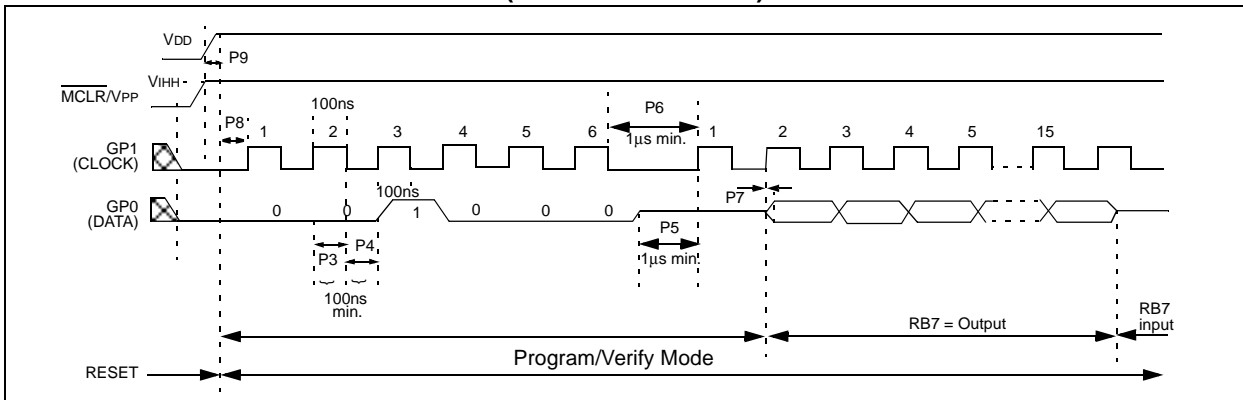 VDD
P9
VIHH
MCLR/VPP
100ns
P6
P8
1 2 3 4 5 6 1µs min. 1 2 3 4 5 15
GP1
(CLOCK)
100ns
P7
GP0
(DATA)
0 0 1 0 0 0
P5
P3 P4
1µs min.
100ns
min.
RB7 = Output
RB7
input
Program/Verify Mode
RESET